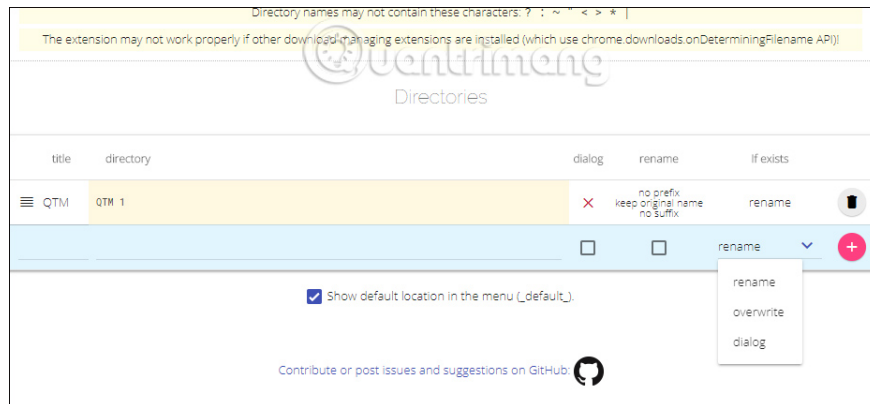 Directory names may not contain these characters: ? : ~ " < > * |
The extension may not work properly if other download managing extensions are installed (which use chrome.downloads.onDeterminingFilename API)!
Quantrimang
Directories
title directory dialog rename If exists
QTM QTM 1 no prefix rename
keep original name
no suffix
rename
rename
overwrite
dialog
Show default location in the menu (_default_).
Contribute or post issues and suggestions on GitHub: